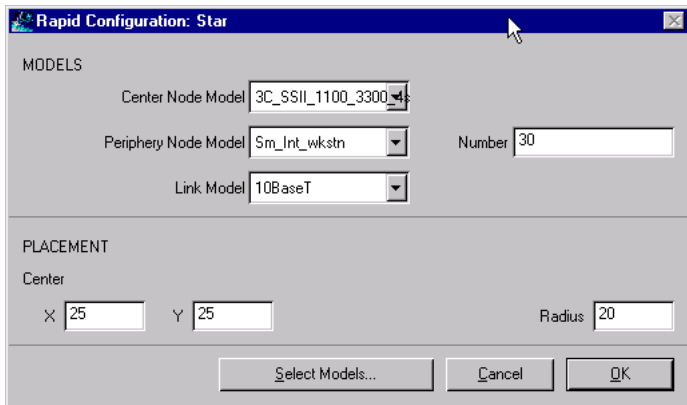 Rapid Configuration: Star
MODELS
Center Node Model 3C_SSII_1100_3300_4s
Periphery Node Model Sm_Int_wkstn Number 30
Link Model 10BaseT
PLACEMENT
Center
X 25 Y 25 Radius 20
Select Models... Cancel OK